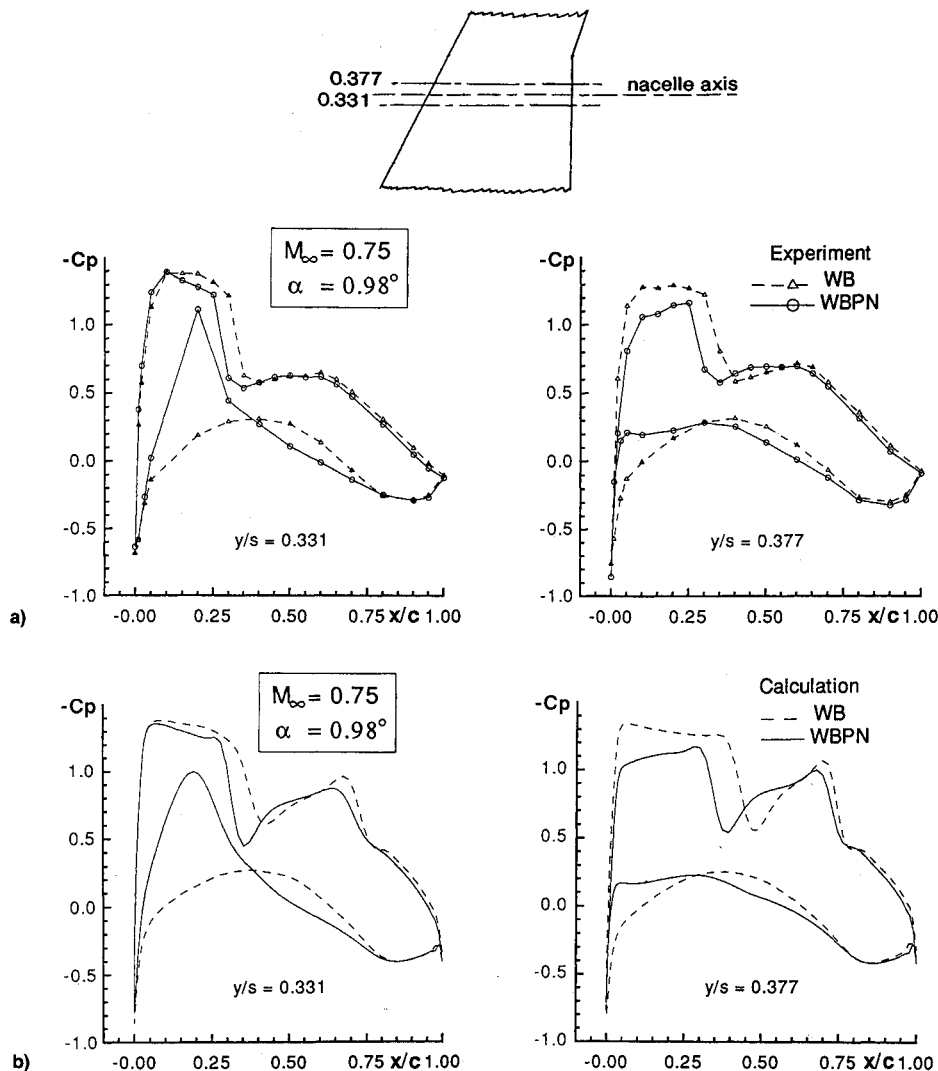 0.377
nacelle axis
0.331
-Cp
M∞ = 0.75
α = 0.98°
1.0
0.5
0.0
-0.5
-1.0
y/s = 0.331
-0.00 0.25 0.50 0.75 X/C 1.00
-Cp
Experiment
WB
WBPN
1.0
0.5
0.0
-0.5
-1.0
y/s = 0.377
-0.00 0.25 0.50 0.75 X/C 1.00
a)
-Cp
M∞ = 0.75
α = 0.98°
1.0
0.5
0.0
-0.5
-1.0
y/s = 0.331
-0.00 0.25 0.50 0.75 X/C 1.00
-Cp
Calculation
WB
WBPN
1.0
0.5
0.0
-0.5
-1.0
y/s = 0.377
-0.00 0.25 0.50 0.75 X/C 1.00
b)